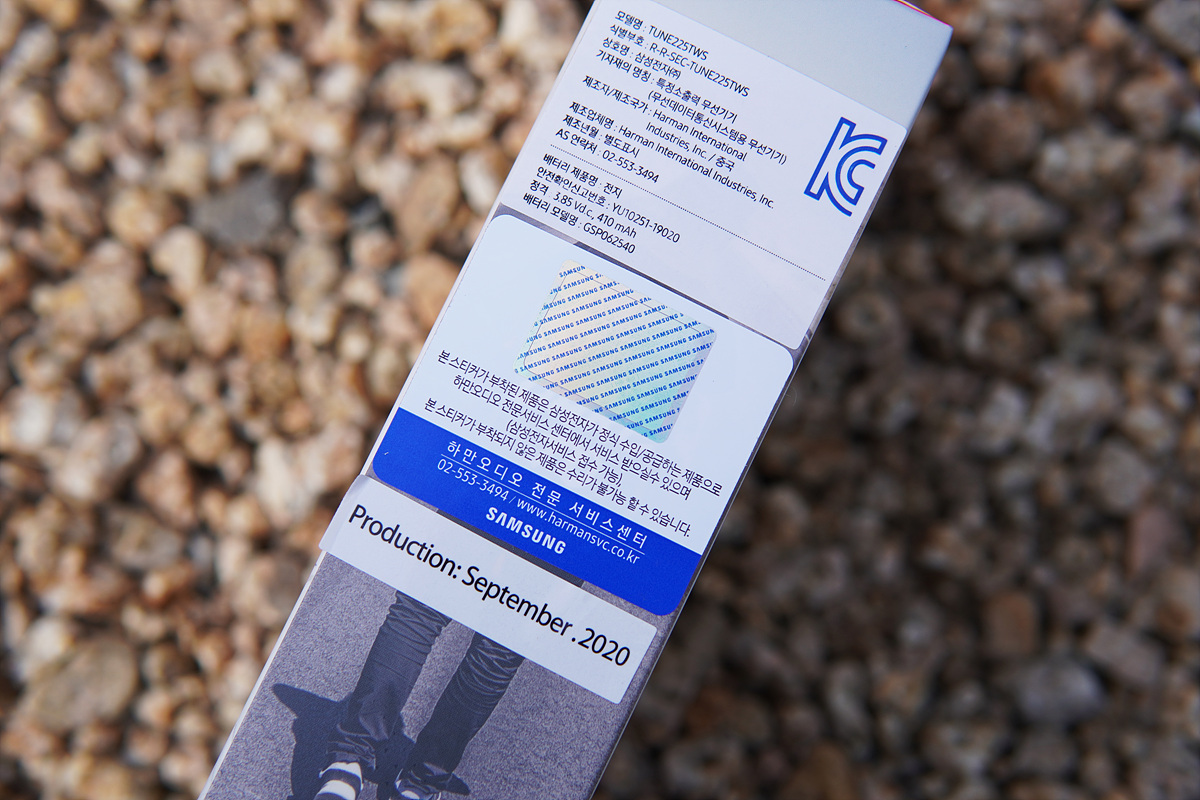 모델명 : TUNE225TWS
식별부호 : R-R-SEC-TUNE225TWS
상호명 : 삼성전자㈜
기자재의 명칭 : 특정소출력 무선기기
(무선데이터통신시스템용 무선기기)
제조자/제조국가 : Harman International
Industries, Inc. / 중국
제조업체명 : Harman International Industries, Inc.
제조년월 : 별도표시
AS 연락처 : 02-553-3494
배터리 제품명 : 전지
안전확인신고번호 : YU10251-19020
정격 3.85 Vd.c, 410 mAh
배터리 모델명 : GSP062540
SAMSUNG
본 스티커가 부착된 제품은 삼성전자가 정식 수입/공급하는 제품으로
하만오디오 전문서비스 센터에서 서비스 받으실수 있으며
(삼성전자서비스 접수 가능),
본 스티커가 부착되지 않은 제품은 수리가 불가능 할 수 있습니다.
하만오디오 전문 서비스센터
02-553-3494 / www.harmansvc.co.kr
SAMSUNG
Production: September . 2020